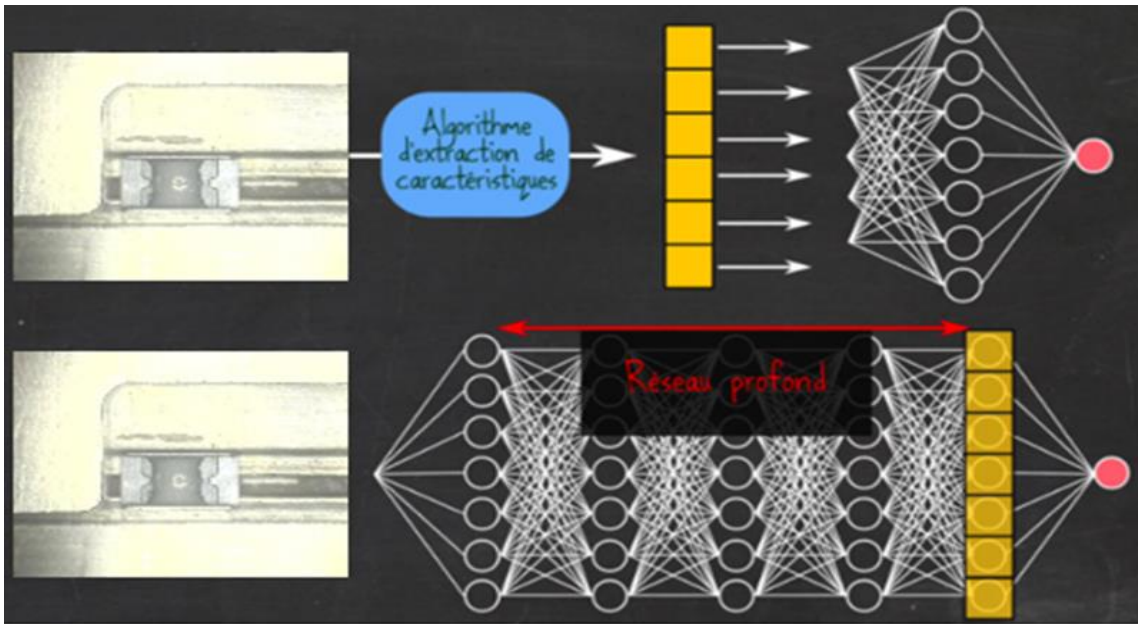 Algorithme
d'extraction de
caractéristiques
Réseau profond